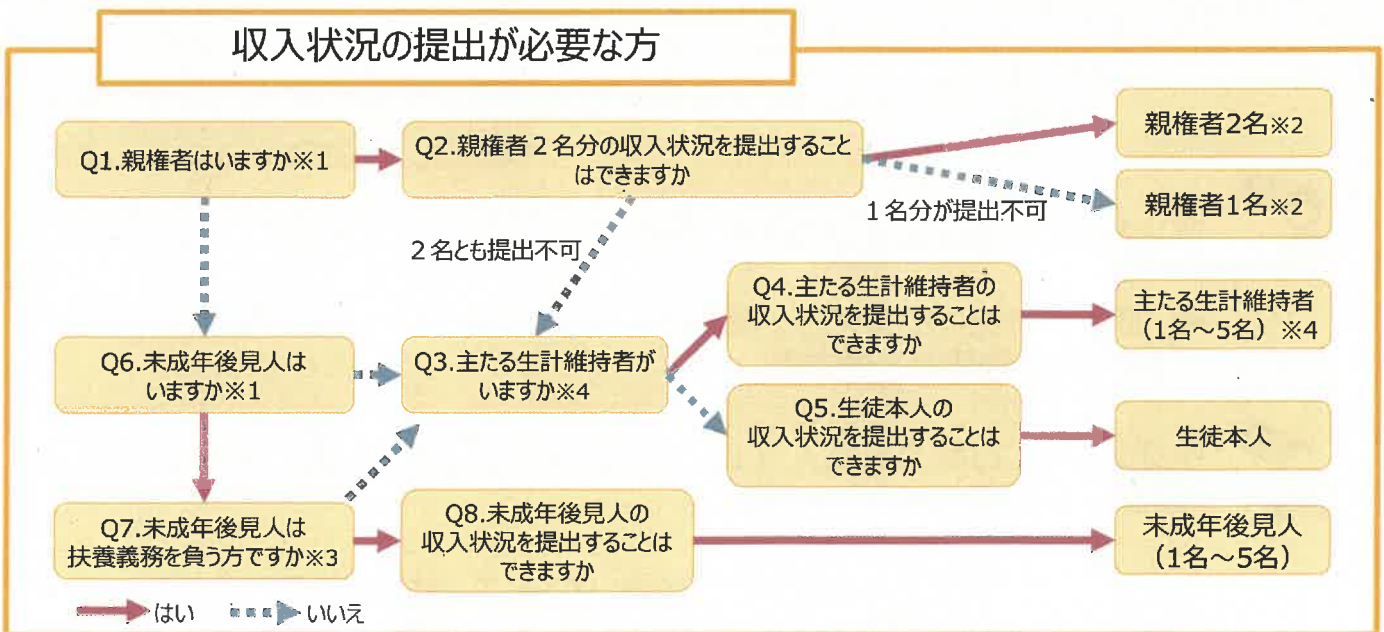 収入状況の提出が必要な方
Q1.親権者はいますか※1
Q2.親権者2名分の収入状況を提出すること
はできますか
親権者2名※2
親権者1名※2
1名分が提出不可
2名とも提出不可
Q4.主たる生計維持者の
収入状況を提出することは
できますか
主たる生計維持者
(1名~5名)※4
Q6.未成年後見人は
いますか※1
Q3.主たる生計維持者が
いますか※4
Q5.生徒本人の
収入状況を提出することは
できますか
生徒本人
Q7.未成年後見人は
扶養義務を負う方ですか※3
Q8.未成年後見人の
収入状況を提出することは
できますか
未成年後見人
(1名~5名)
はい
いいえ